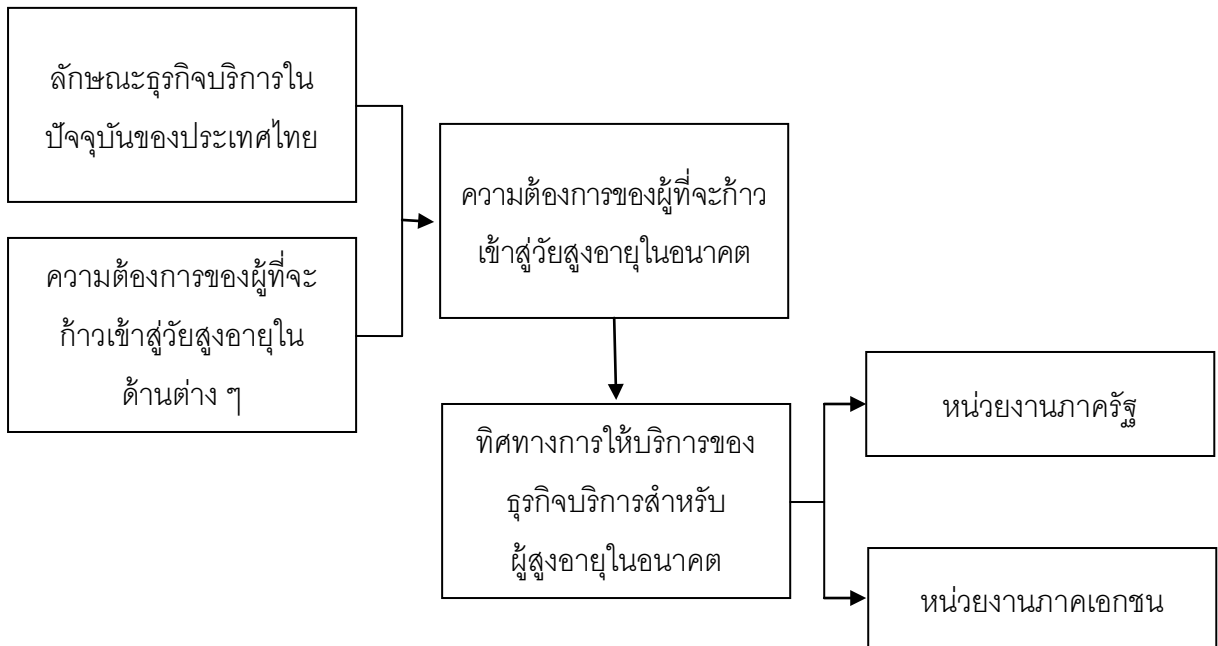 ลักษณะธุรกิจบริการใน
ปัจจุบันของประเทศไทย
ความต้องการของผู้ที่จะ
ก้าวเข้าสู่วัยสูงอายุใน
ด้านต่าง ๆ
ความต้องการของผู้ที่จะก้าว
เข้าสู่วัยสูงอายุในอนาคต
ทิศทางการให้บริการของ
ธุรกิจบริการสำหรับ
ผู้สูงอายุในอนาคต
หน่วยงานภาครัฐ
หน่วยงานภาคเอกชน